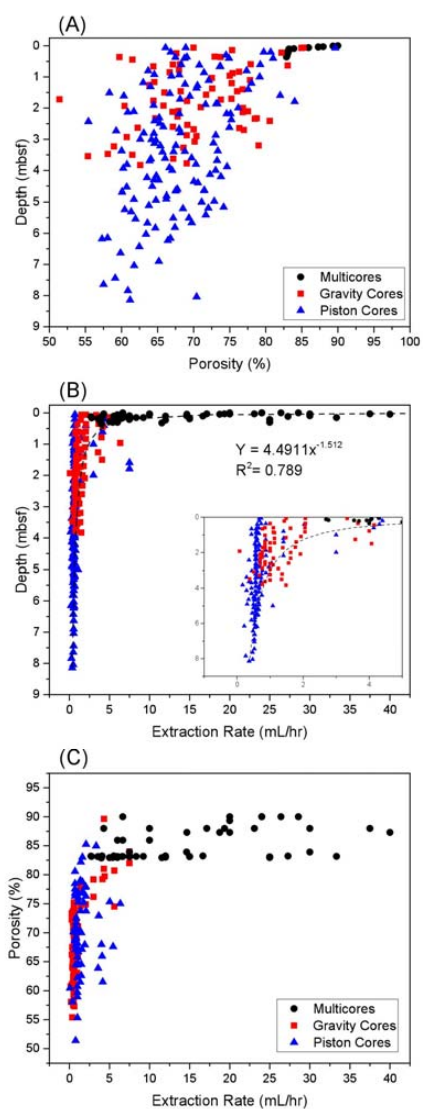 (A)
0
1
2
3
4
5
6
7
8
9
Depth (mbsf)
50 55 60 65 70 75 80 85 90 95 100
Porosity (%)
Multicores
Gravity Cores
Piston Cores
(B)
0
1
2
3
4
5
6
7
8
9
Depth (mbsf)
Y = 4.4911x^-1.512
R²= 0.789
0
2
4
6
8
0 2 4
0 5 10 15 20 25 30 35 40
Extraction Rate (mL/hr)
(C)
95
90
85
80
75
70
65
60
55
50
Porosity (%)
Multicores
Gravity Cores
Piston Cores
0 5 10 15 20 25 30 35 40
Extraction Rate (mL/hr)